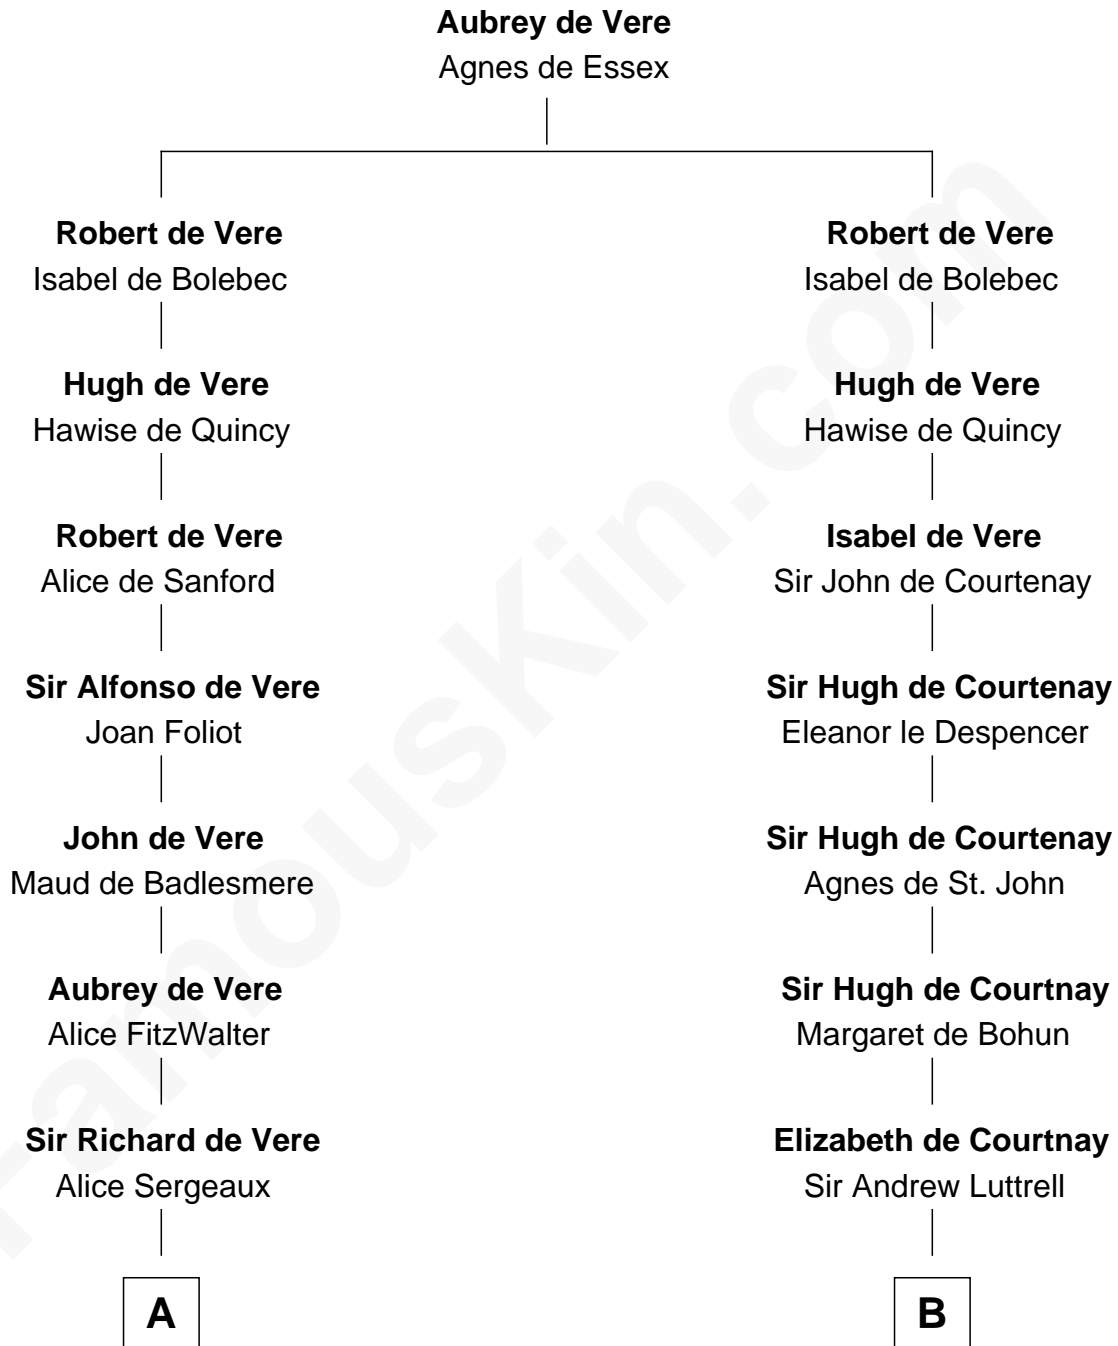 Aubrey de Vere
Agnes de Essex
Robert de Vere
Isabel de Bolebec
Hugh de Vere
Hawise de Quincy
Robert de Vere
Alice de Sanford
Sir Alfonso de Vere
Joan Foliot
John de Vere
Maud de Badlesmere
Aubrey de Vere
Alice FitzWalter
Sir Richard de Vere
Alice Sergeaux
A
Robert de Vere
Isabel de Bolebec
Hugh de Vere
Hawise de Quincy
Isabel de Vere
Sir John de Courtenay
Sir Hugh de Courtenay
Eleanor le Despencer
Sir Hugh de Courtenay
Agnes de St. John
Sir Hugh de Courtnay
Margaret de Bohun
Elizabeth de Courtnay
Sir Andrew Luttrell
B
FamousKin.com